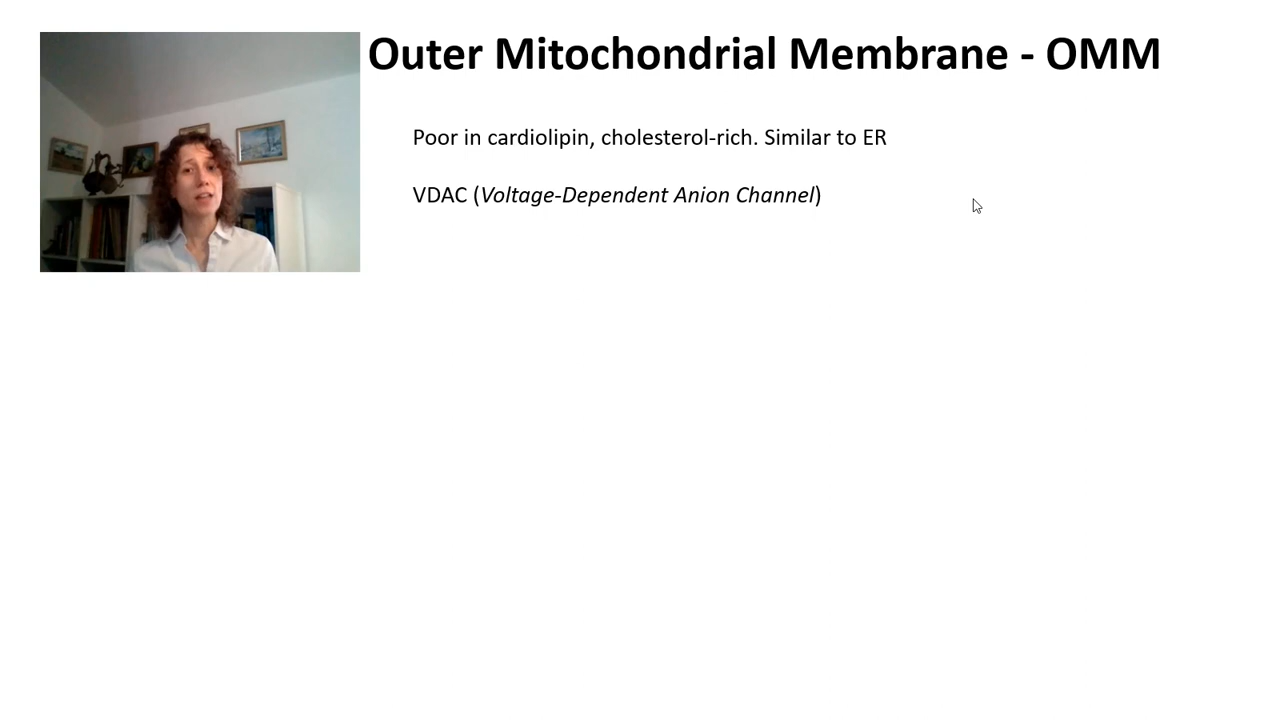 Outer Mitochondrial Membrane - OMM
Poor in cardiolipin, cholesterol-rich. Similar to ER
VDAC (Voltage-Dependent Anion Channel)